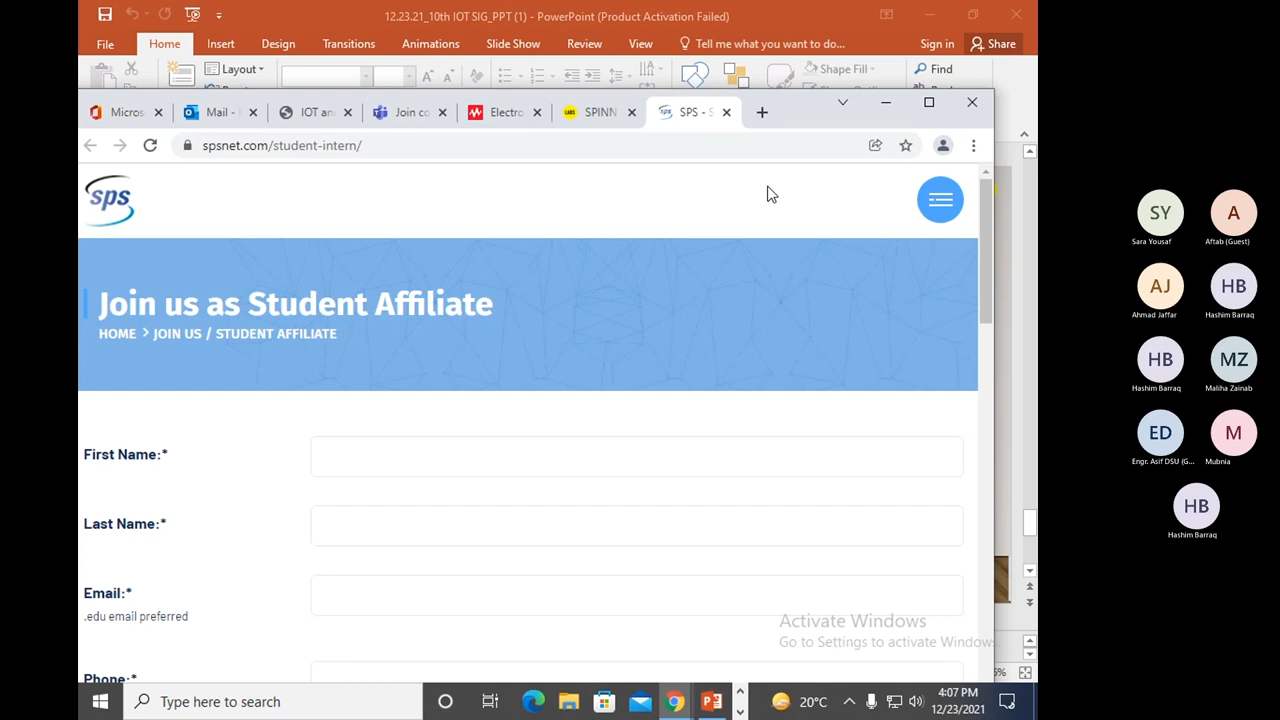 12.23.21_10th IOT SIG_PPT (1) - PowerPoint (Product Activation Failed)
File Home Insert Design Transitions Animations Slide Show Review View Tell me what you want to do... Sign in Share
Layout Shape Fill Find
Micros Mail - IOT an Join co Electro SPINN SPS - S
LABS
spsnet.com/student-intern/
sps
Join us as Student Affiliate
HOME > JOIN US / STUDENT AFFILIATE
First Name:*
Last Name:*
Email:*
.edu email preferred
Phone:*
Activate Windows
Go to Settings to activate Windows.
Type here to search
20°C
4:07 PM
12/23/2021
SY A
Sara Yousaf Aftab (Guest)
AJ HB
Ahmad Jaffar Hashim Barraq
HB MZ
Hashim Barraq Maliha Zainab
ED M
Engr. Asif DSU (G... Mubnia
HB
Hashim Barraq